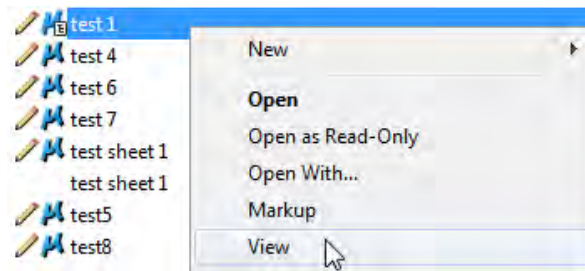 test 1
test 4
test 6
test 7
test sheet 1
test sheet 1
test5
test8
New
Open
Open as Read-Only
Open With...
Markup
View